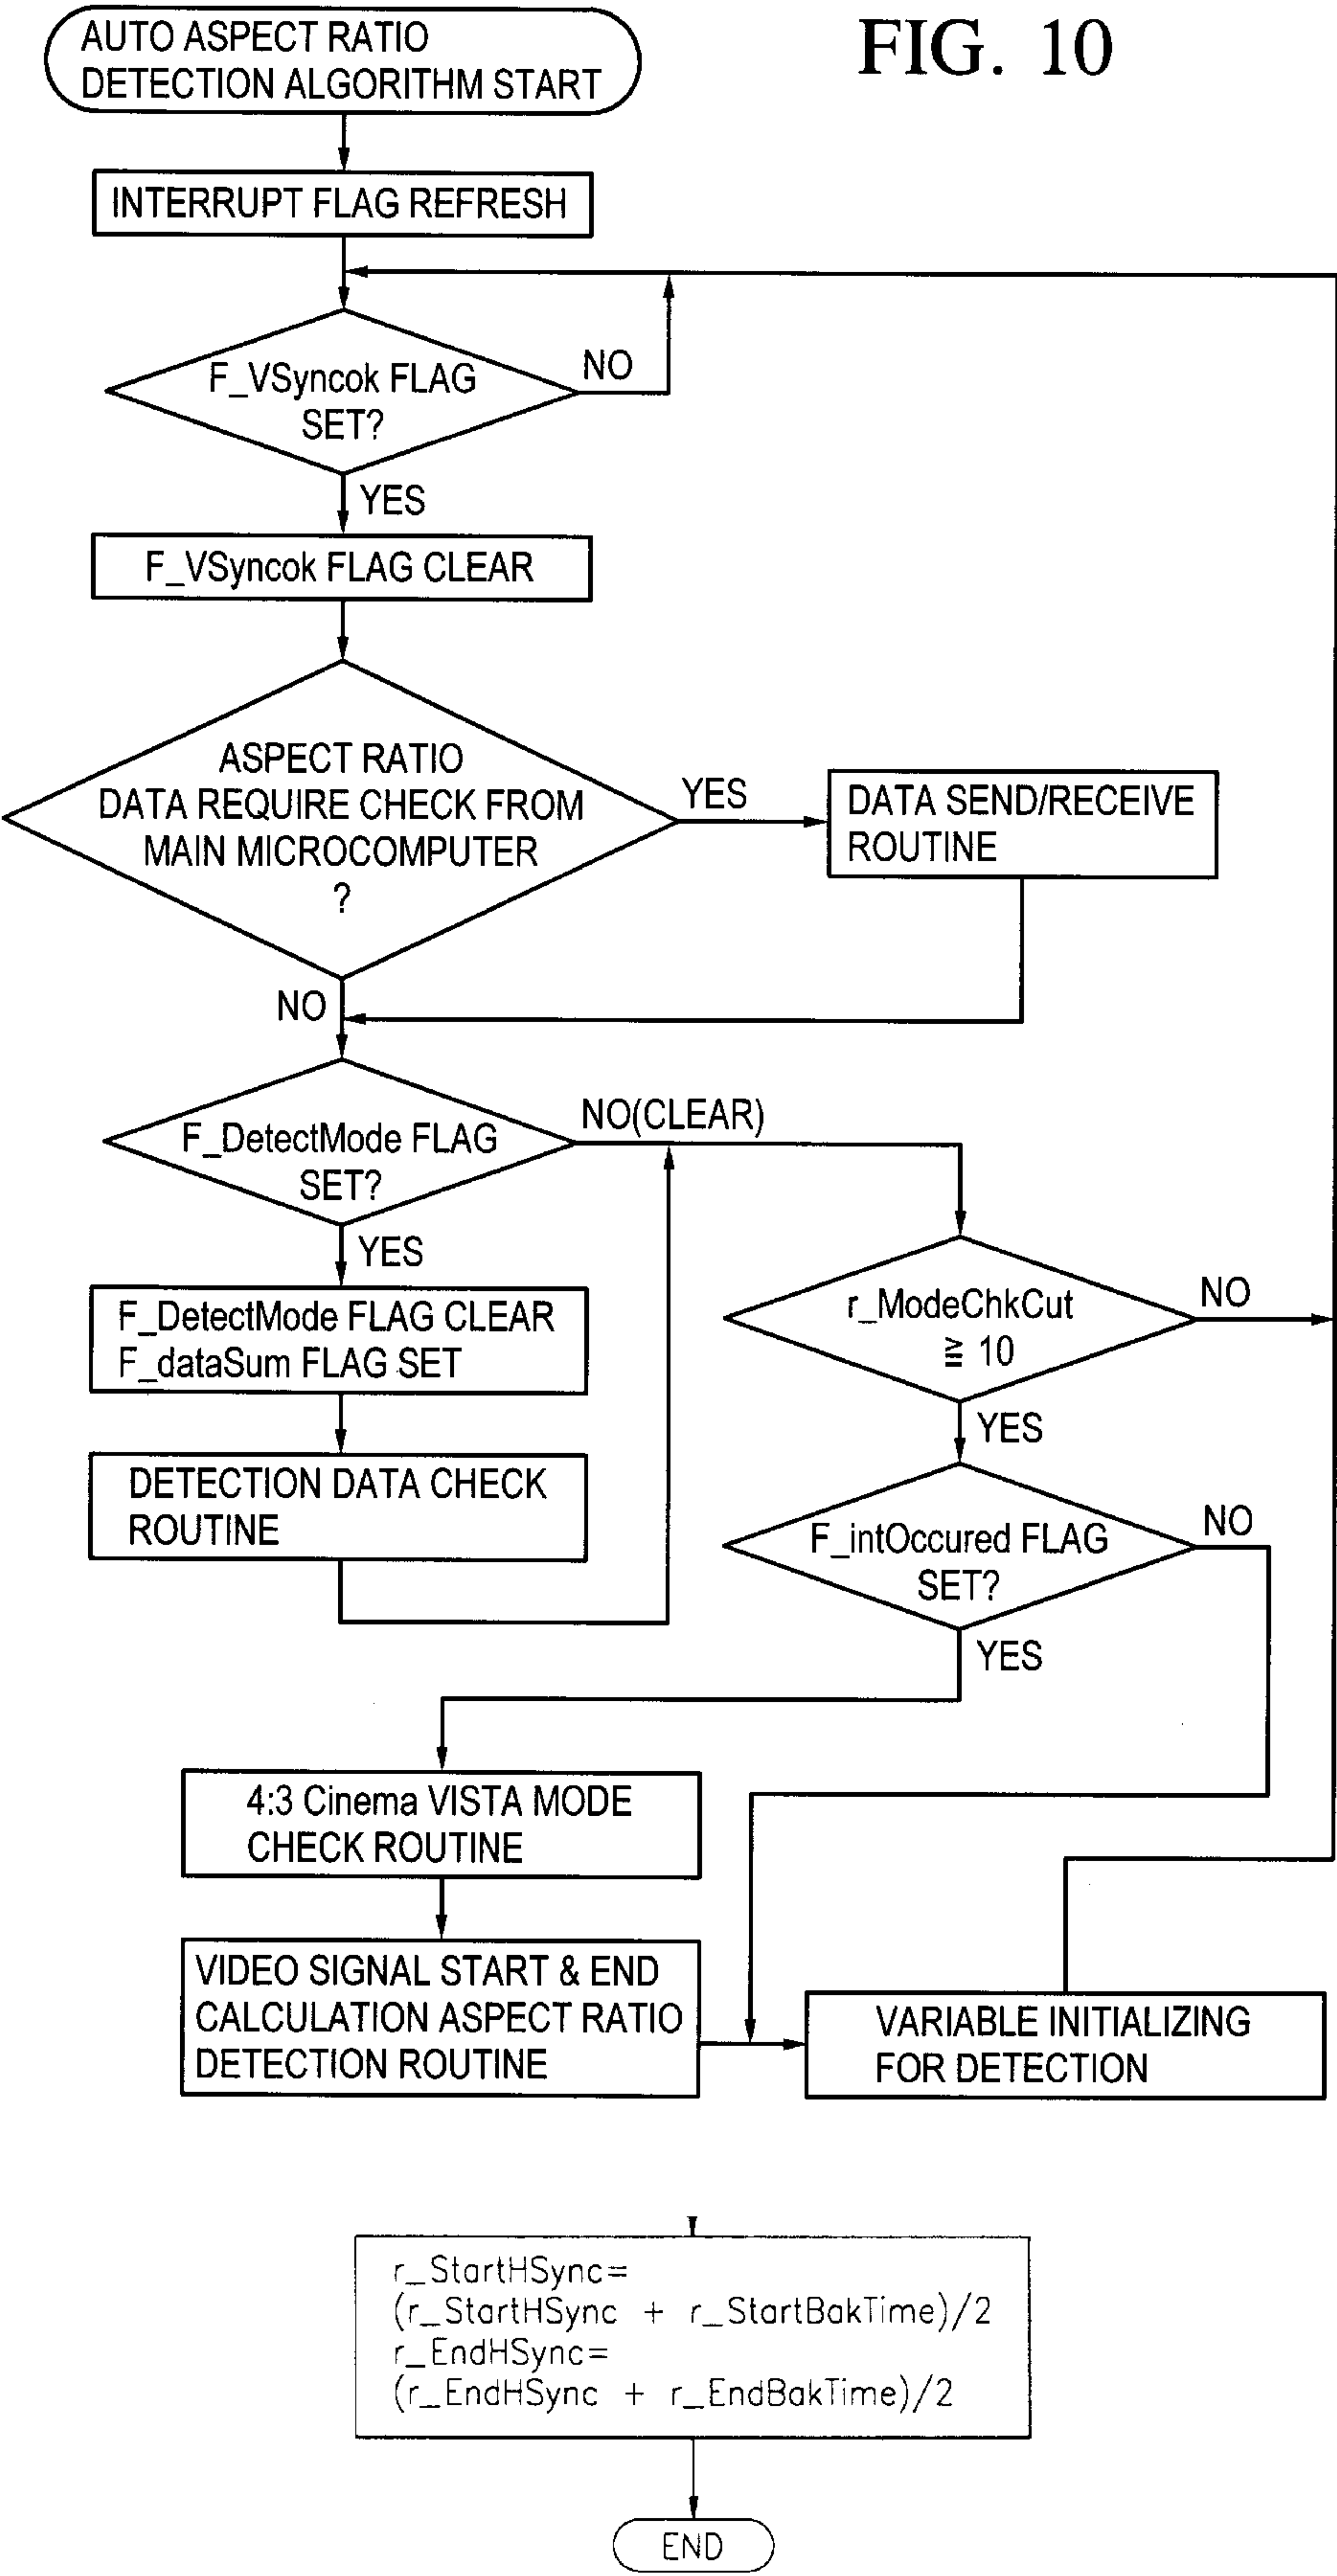 FIG. 10
AUTO ASPECT RATIO
DETECTION ALGORITHM START
INTERRUPT FLAG REFRESH
F_VSyncok FLAG
SET?
NO
YES
F_VSyncok FLAG CLEAR
ASPECT RATIO
DATA REQUIRE CHECK FROM
MAIN MICROCOMPUTER
?
YES
DATA SEND/RECEIVE
ROUTINE
NO
F_DetectMode FLAG
SET?
NO(CLEAR)
YES
F_DetectMode FLAG CLEAR
F_dataSum FLAG SET
DETECTION DATA CHECK
ROUTINE
r_ModeChkCut
≧ 10
NO
YES
F_intOccured FLAG
SET?
NO
YES
4:3 Cinema VISTA MODE
CHECK ROUTINE
VIDEO SIGNAL START & END
CALCULATION ASPECT RATIO
DETECTION ROUTINE
VARIABLE INITIALIZING
FOR DETECTION
r_StartHSync=
(r_StartHSync + r_StartBakTime)/2
r_EndHSync=
(r_EndHSync + r_EndBakTime)/2
END